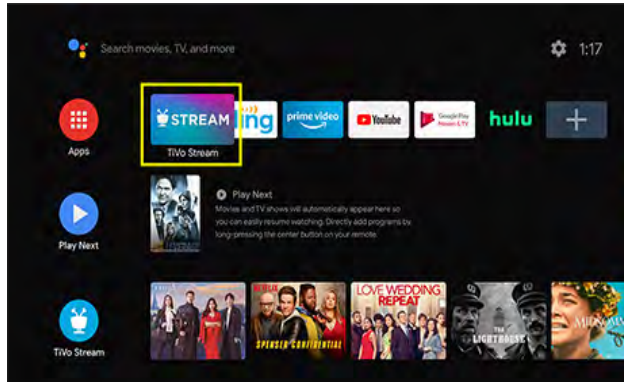 Search movies, TV, and more
1:17
STREAM
ing
prime video
YouTube
Google Play
Movies & TV
hulu
Apps
TiVo Stream
Play Next
Movies and TV shows will automatically appear here so
you can easily resume watching. Directly add programs by
long-pressing the center button on your remote.
Play Next
NETFLIX
SPENSER CONFIDENTIAL
LOVE WEDDING
REPEAT
THE
LIGHTHOUSE
MIDSOMM
TiVo Stream